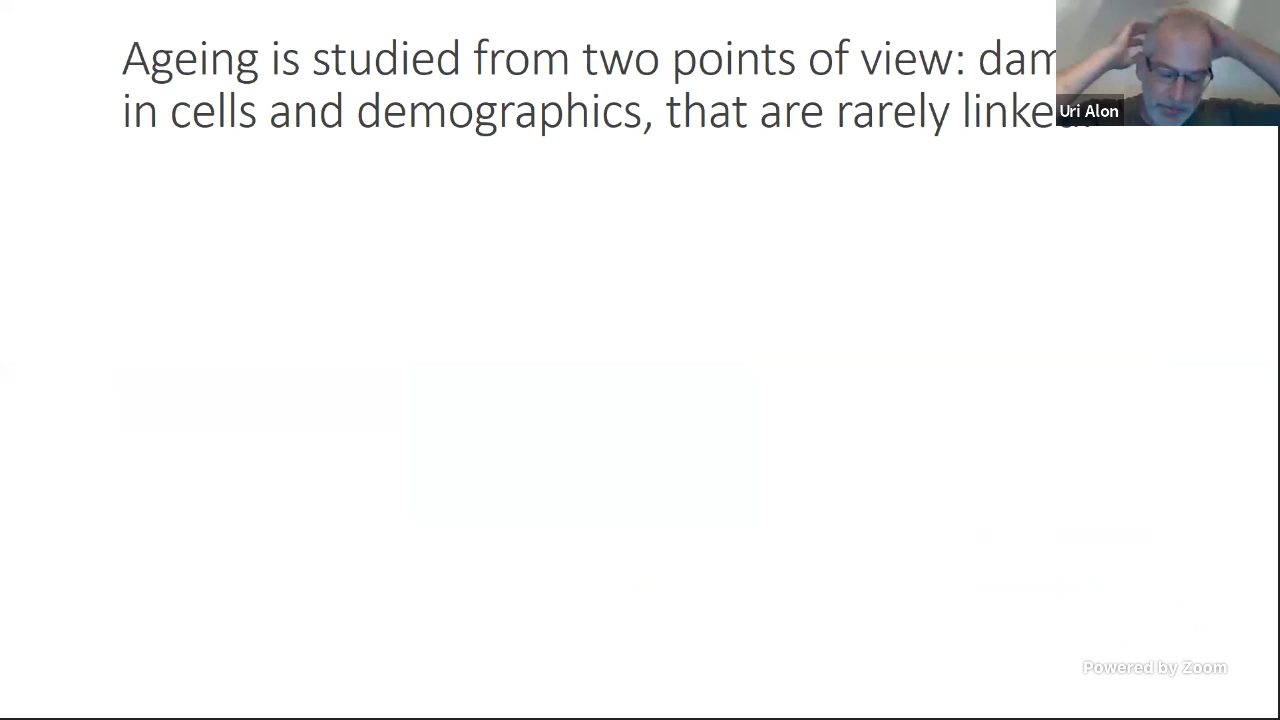 Ageing is studied from two points of view: dam
in cells and demographics, that are rarely linke
Uri Alon
Powered by Zoom